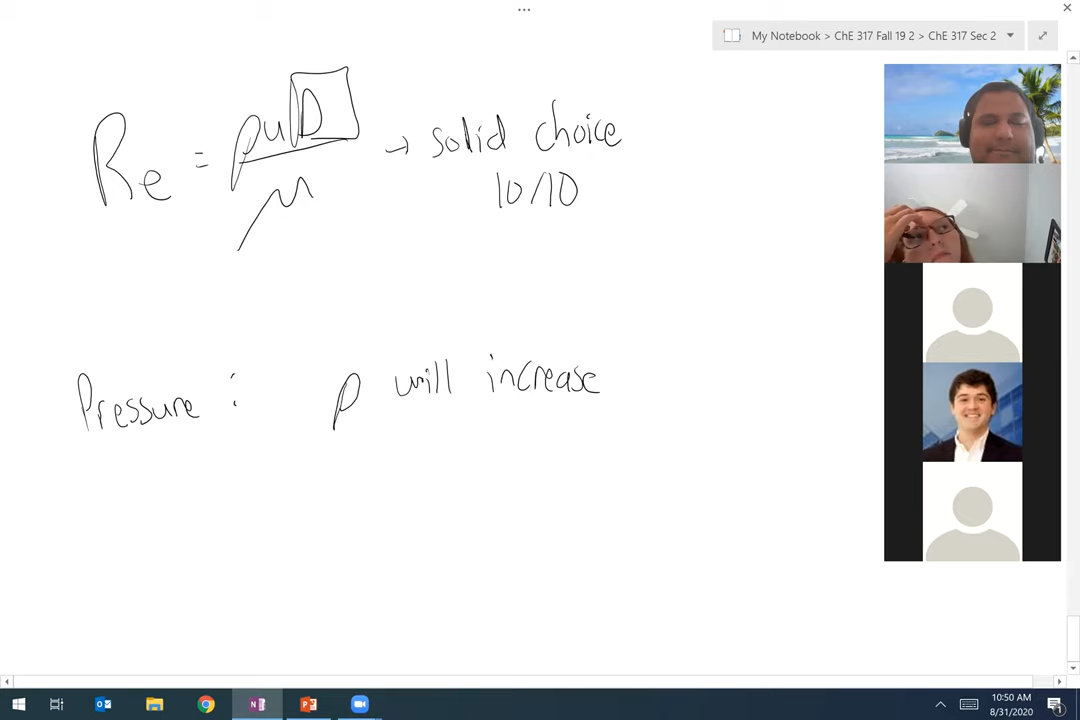 My Notebook > ChE 317 Fall 19 2 > ChE 317 Sec 2
Re = ρuD/μ → solid choice
10/10
Pressure : ρ will increase
10:50 AM
8/31/2020